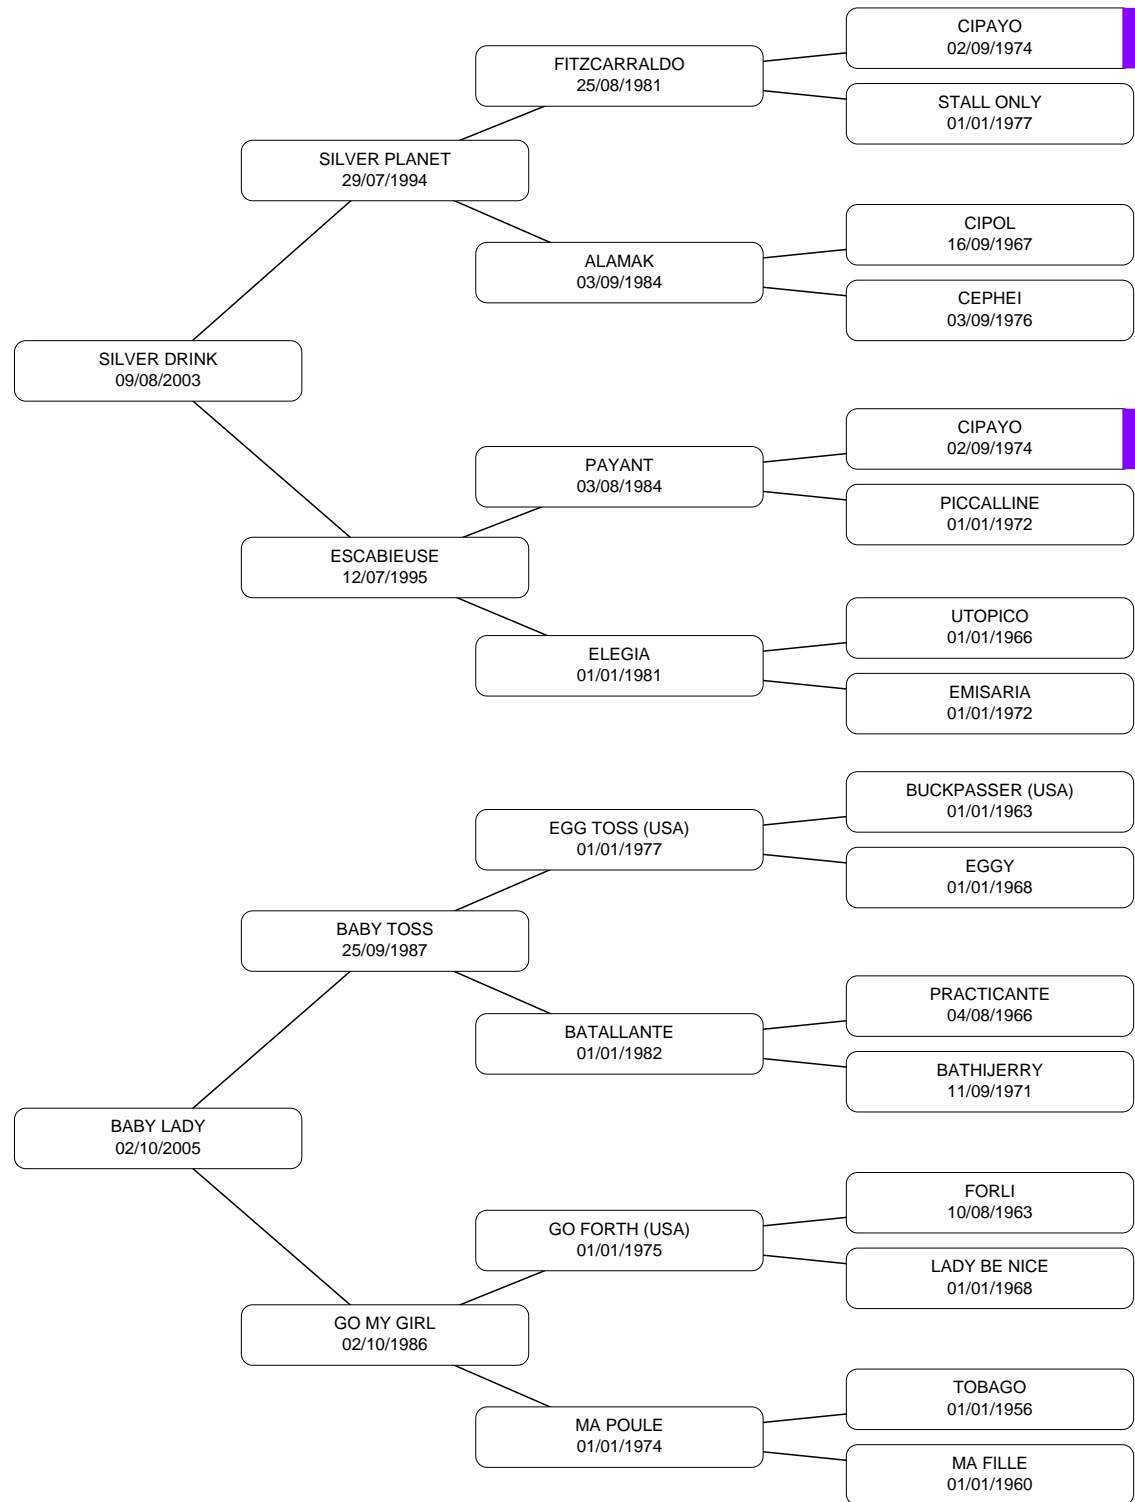 CIPAYO
02/09/1974
FITZCARRALDO
25/08/1981
STALL ONLY
01/01/1977
SILVER PLANET
29/07/1994
CIPOL
16/09/1967
ALAMAK
03/09/1984
CEPHEI
03/09/1976
SILVER DRINK
09/08/2003
CIPAYO
02/09/1974
PAYANT
03/08/1984
PICCALLINE
01/01/1972
ESCABIEUSE
12/07/1995
UTOPICO
01/01/1966
ELEGIA
01/01/1981
EMISARIA
01/01/1972
BUCKPASSER (USA)
01/01/1963
EGG TOSS (USA)
01/01/1977
EGGY
01/01/1968
BABY TOSS
25/09/1987
PRACTICANTE
04/08/1966
BATALLANTE
01/01/1982
BATHIJERRY
11/09/1971
BABY LADY
02/10/2005
FORLI
10/08/1963
GO FORTH (USA)
01/01/1975
LADY BE NICE
01/01/1968
GO MY GIRL
02/10/1986
TOBAGO
01/01/1956
MA POULE
01/01/1974
MA FILLE
01/01/1960